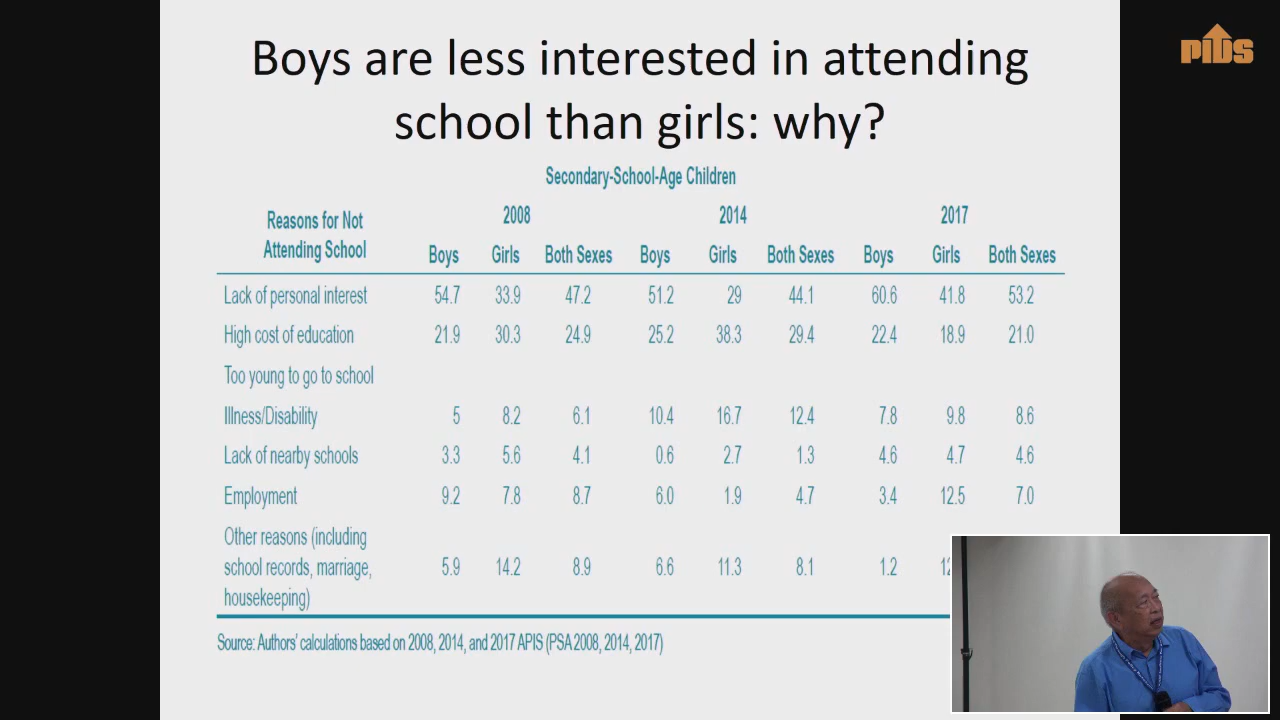 PIDS
Boys are less interested in attending
school than girls: why?
Secondary-School-Age Children
Reasons for Not
Attending School
2008 2014 2017
Boys Girls Both Sexes Boys Girls Both Sexes Boys Girls Both Sexes
Lack of personal interest 54.7 33.9 47.2 51.2 29 44.1 60.6 41.8 53.2
High cost of education 21.9 30.3 24.9 25.2 38.3 29.4 22.4 18.9 21.0
Too young to go to school
Illness/Disability 5 8.2 6.1 10.4 16.7 12.4 7.8 9.8 8.6
Lack of nearby schools 3.3 5.6 4.1 0.6 2.7 1.3 4.6 4.7 4.6
Employment 9.2 7.8 8.7 6.0 1.9 4.7 3.4 12.5 7.0
Other reasons (including
school records, marriage, 5.9 14.2 8.9 6.6 11.3 8.1 1.2
housekeeping)
Source: Authors' calculations based on 2008, 2014, and 2017 APIS (PSA 2008, 2014, 2017)